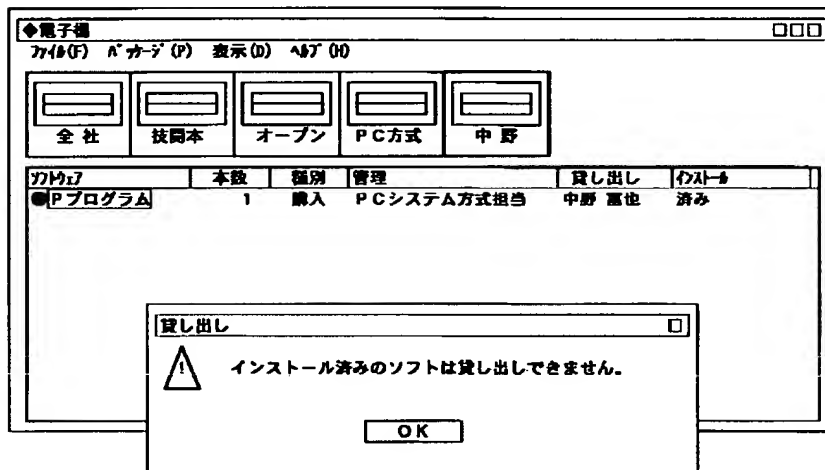 ◆電子棚
ファイル(F) パッケージ(P) 表示(D) ヘルプ(H)
全社 技開本 オープン PC方式 中野
ソフトウェア 本数 種別 管理 貸し出し インストール
●Pプログラム 1 購入 PCシステム方式担当 中野 富也 済み
貸し出し
! インストール済みのソフトは貸し出しできません。
OK